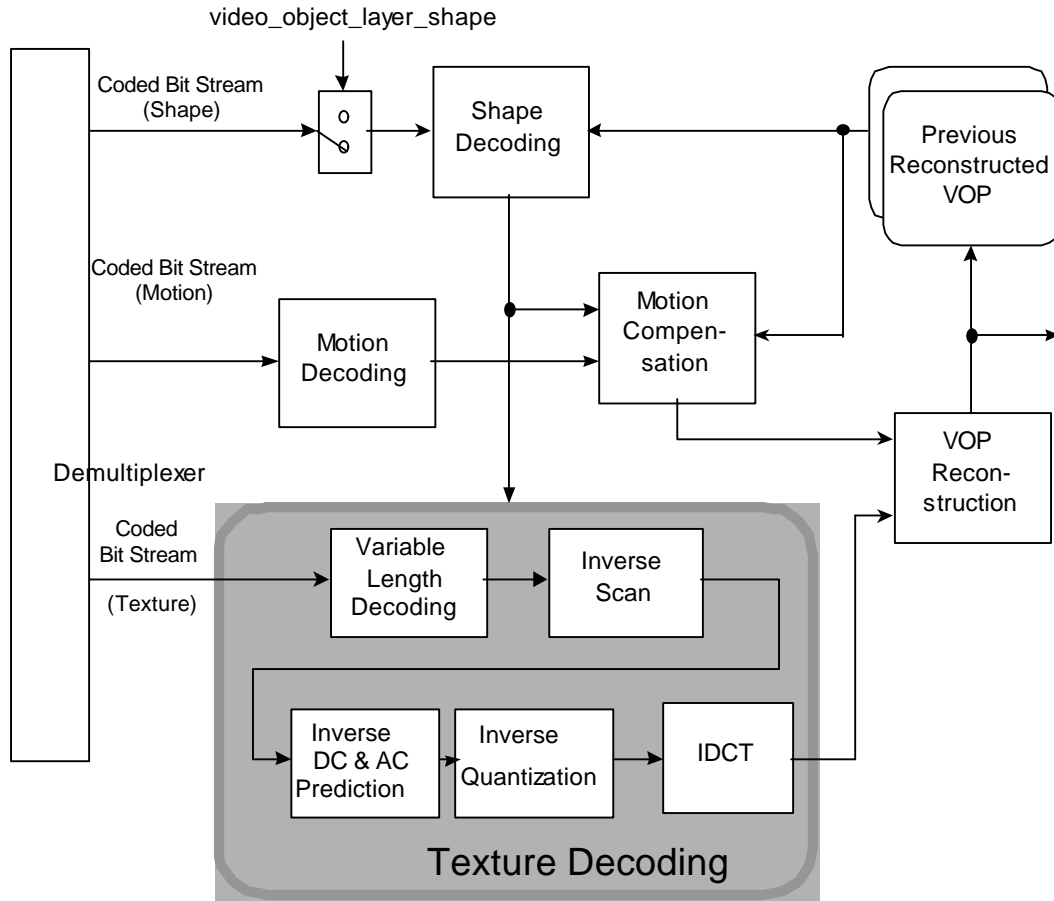 video_object_layer_shape
Coded Bit Stream
(Shape)
Shape
Decoding
Previous
Reconstructed
VOP
Coded Bit Stream
(Motion)
Motion
Decoding
Motion
Compen-
sation
VOP
Recon-
struction
Demultiplexer
Coded
Bit Stream
(Texture)
Variable
Length
Decoding
Inverse
Scan
Inverse
DC & AC
Prediction
Inverse
Quantization
IDCT
Texture Decoding